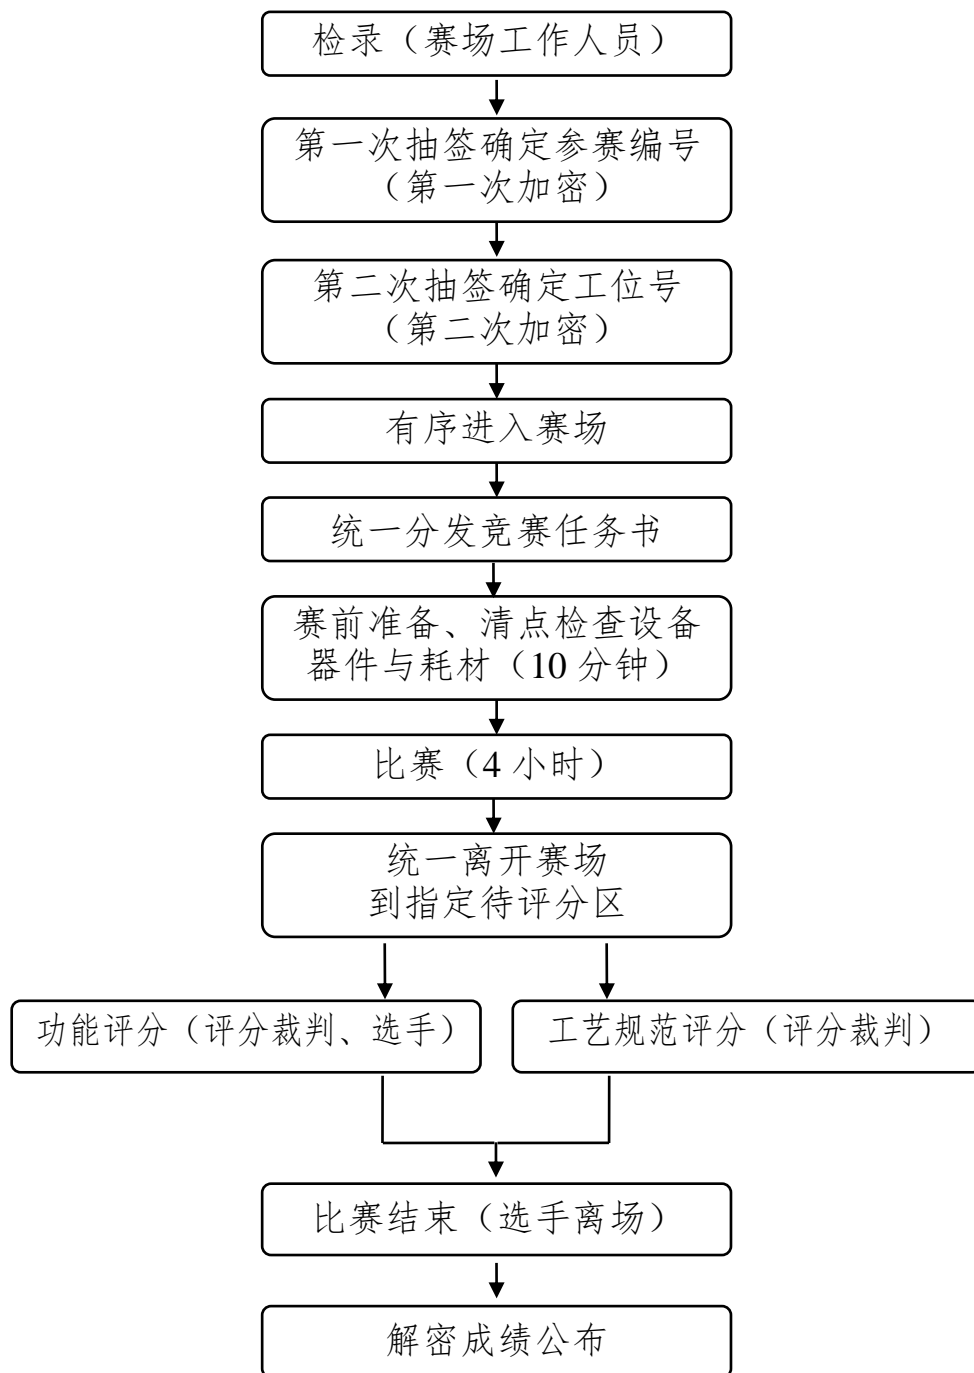 检录（赛场工作人员）
第一次抽签确定参赛编号
（第一次加密）
第二次抽签确定工位号
（第二次加密）
有序进入赛场
统一分发竞赛任务书
赛前准备、清点检查设备
器件与耗材（10 分钟）
比赛（4 小时）
统一离开赛场
到指定待评分区
功能评分（评分裁判、选手）
工艺规范评分（评分裁判）
比赛结束（选手离场）
解密成绩公布